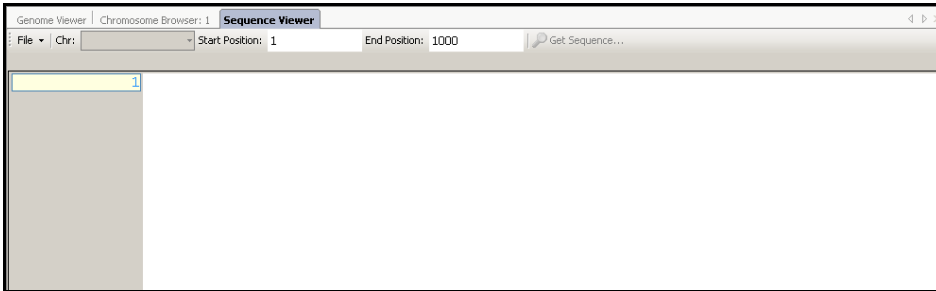 Genome Viewer Chromosome Browser: 1 Sequence Viewer
File Chr: Start Position: 1 End Position: 1000 Get Sequence...
1